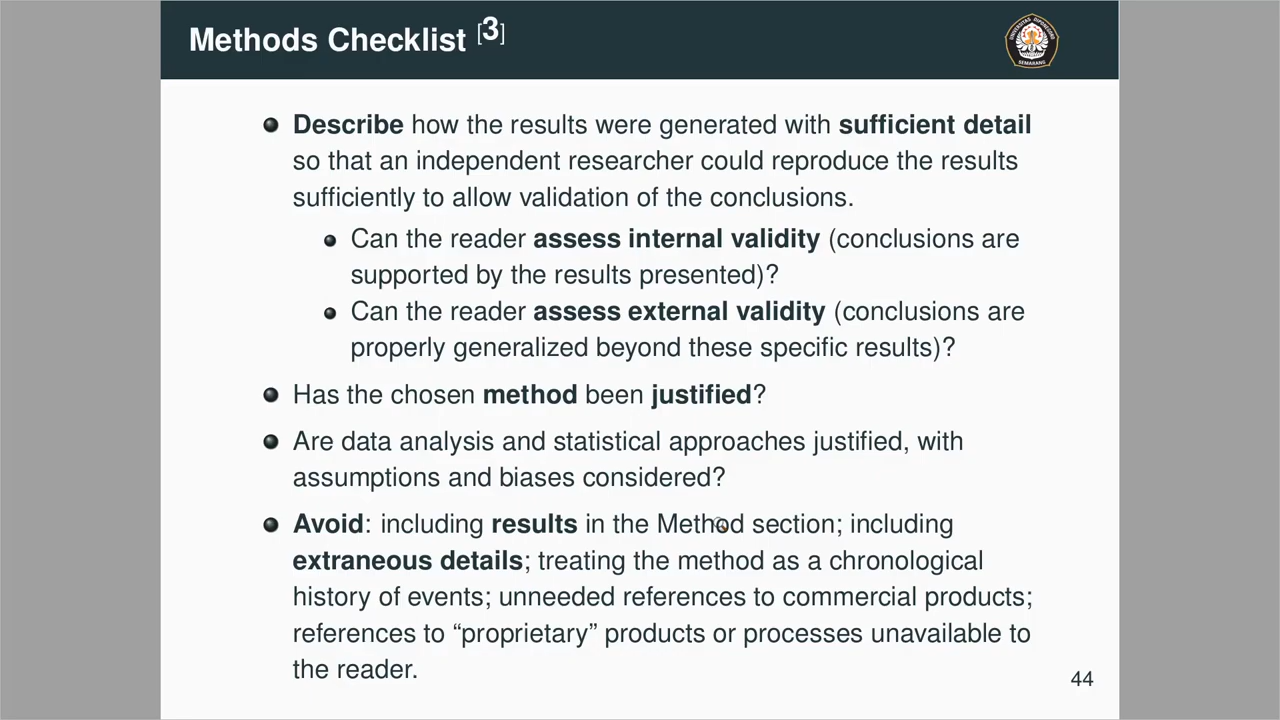 Methods Checklist [3]
UNIVERSITAS DIPONEGORO
SEMARANG
Describe how the results were generated with sufficient detail
so that an independent researcher could reproduce the results
sufficiently to allow validation of the conclusions.
Can the reader assess internal validity (conclusions are
supported by the results presented)?
Can the reader assess external validity (conclusions are
properly generalized beyond these specific results)?
Has the chosen method been justified?
Are data analysis and statistical approaches justified, with
assumptions and biases considered?
Avoid: including results in the Method section; including
extraneous details; treating the method as a chronological
history of events; unneeded references to commercial products;
references to “proprietary” products or processes unavailable to
the reader.
44